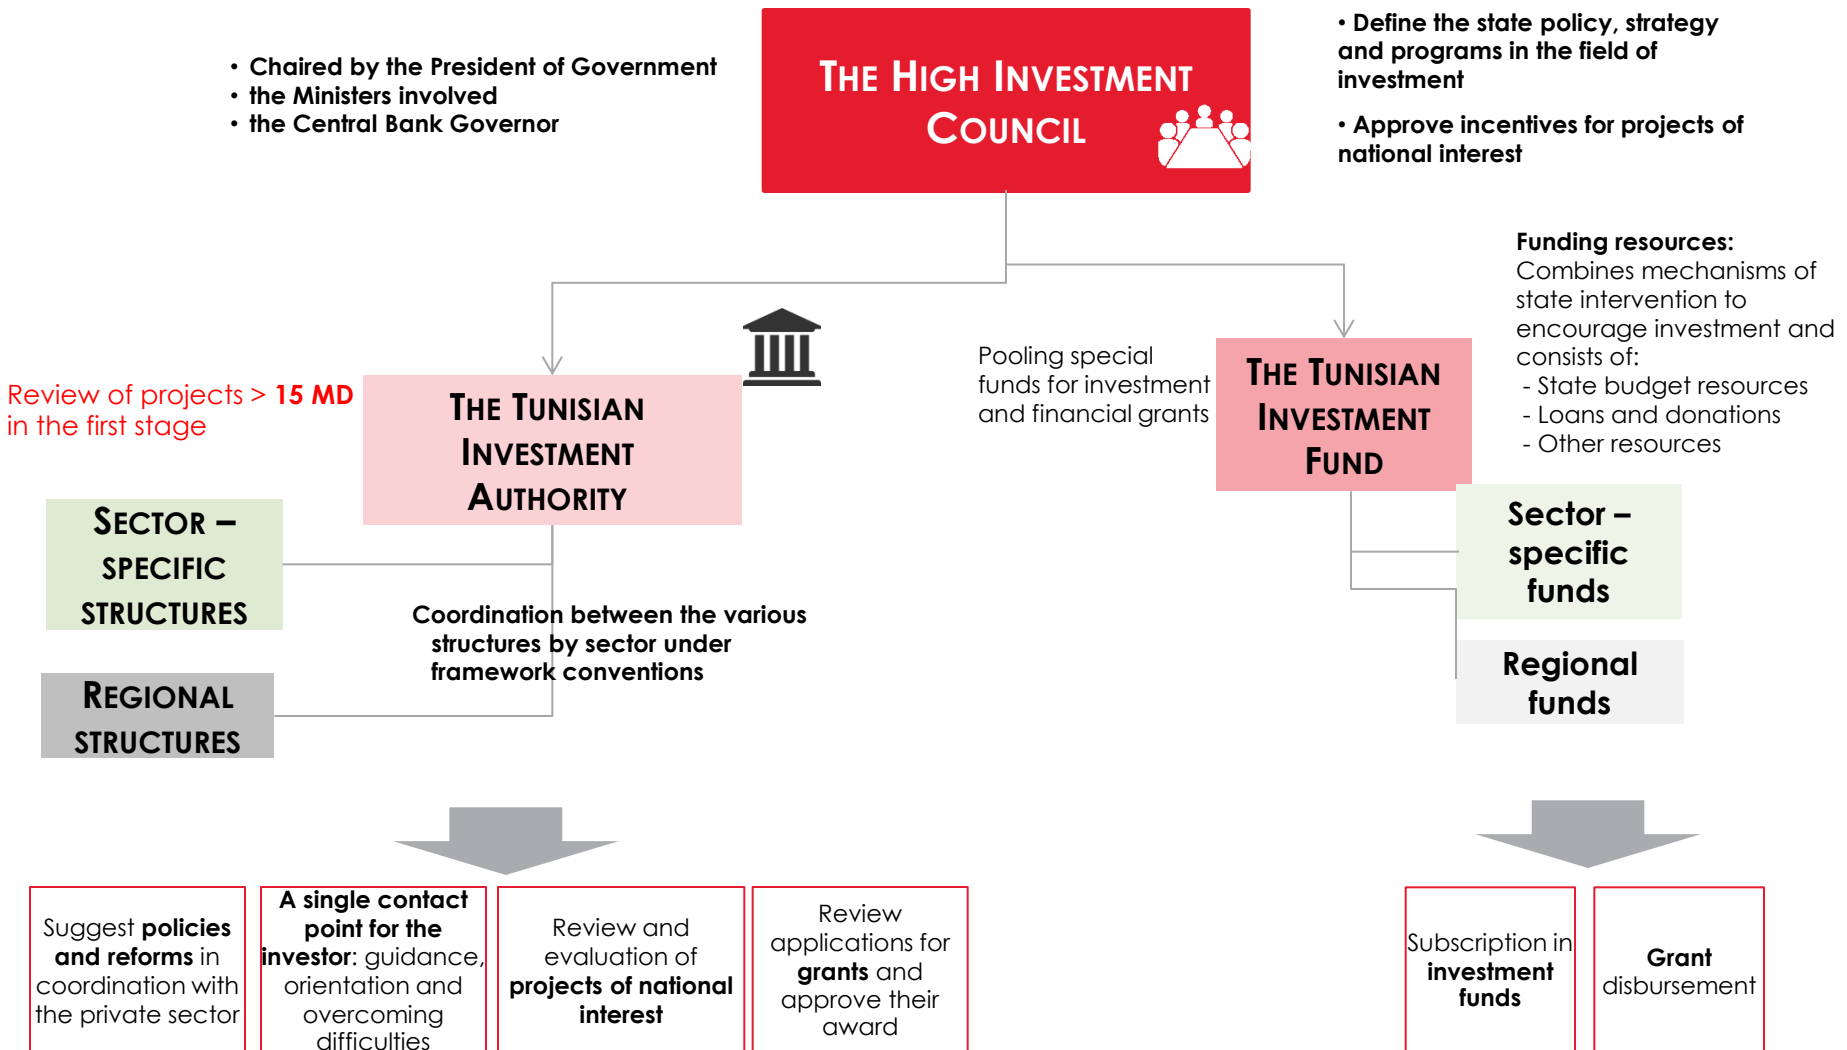 • Chaired by the President of Government
• the Ministers involved
• the Central Bank Governor
THE HIGH INVESTMENT
COUNCIL
• Define the state policy, strategy
and programs in the field of
investment
• Approve incentives for projects of
national interest
Funding resources:
Combines mechanisms of
state intervention to
encourage investment and
consists of:
- State budget resources
- Loans and donations
- Other resources
Review of projects > 15 MD
in the first stage
THE TUNISIAN
INVESTMENT
AUTHORITY
Pooling special
funds for investment
and financial grants
THE TUNISIAN
INVESTMENT
FUND
SECTOR –
SPECIFIC
STRUCTURES
Coordination between the various
structures by sector under
framework conventions
REGIONAL
STRUCTURES
Sector –
specific
funds
Regional
funds
Suggest policies
and reforms in
coordination with
the private sector
A single contact
point for the
investor: guidance,
orientation and
overcoming
difficulties
Review and
evaluation of
projects of national
interest
Review
applications for
grants and
approve their
award
Subscription in
investment
funds
Grant
disbursement